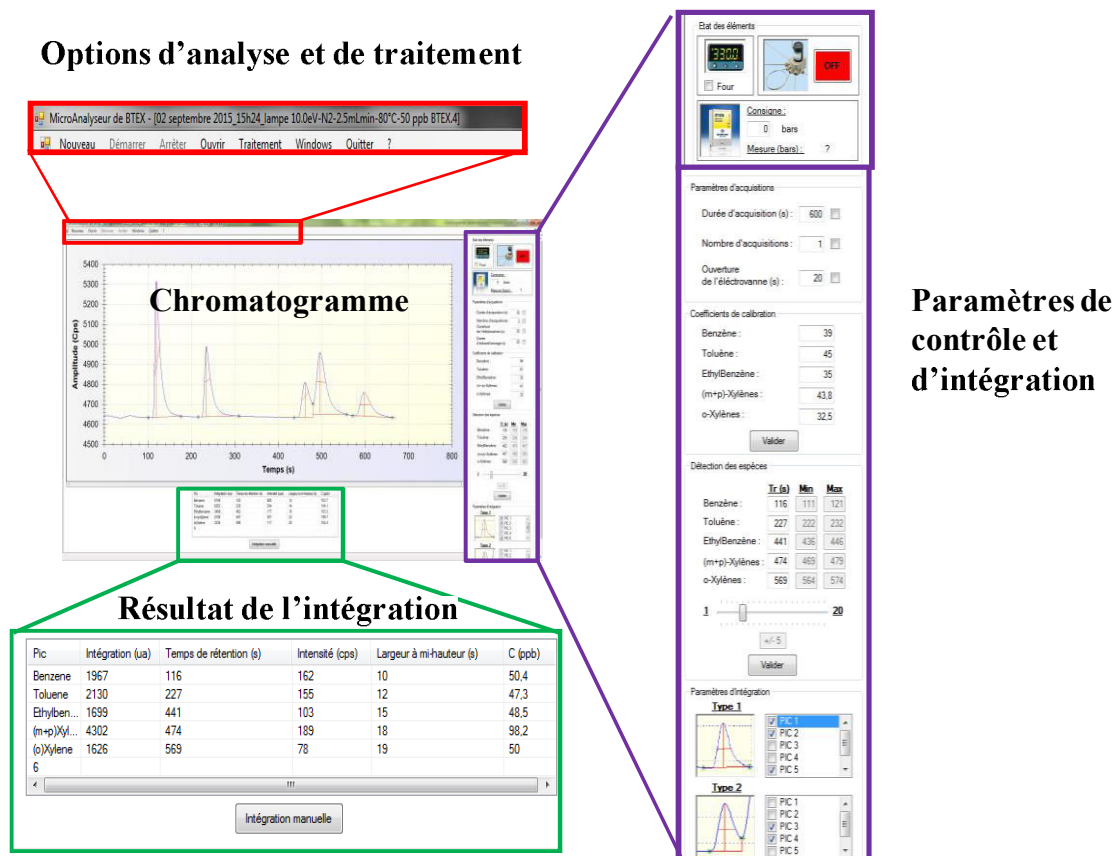 Options d'analyse et de traitement
MicroAnalyseur de BTEX - [02 septembre 2015_15h24_lampe 10.0eV-N2-2.5mLmin-80°C-50 ppb BTEX.4]
Nouveau Démarrer Arrêter Ouvrir Traitement Windows Quitter ?
Chromatogramme
Amplitude (Cps)
5400
5300
5200
5100
5000
4900
4800
4700
4600
4500
0 100 200 300 400 500 600 700 800
Temps (s)
Intégration manuelle
Résultat de l'intégration
Pic Intégration (ua) Temps de rétention (s) Intensité (cps) Largeur à mi-hauteur (s) C (ppb)
Benzene 1967 116 162 10 50,4
Toluene 2130 227 155 12 47,3
Ethylben... 1699 441 103 15 48,5
(m+p)Xyl... 4302 474 189 18 98,2
(o)Xylene 1626 569 78 19 50
6
Intégration manuelle
Etat des éléments
330.0
Four
OFF
Consigne :
0 bars
Mesure (bars) : ?
Paramètres d'acquisitions
Durée d'acquisition (s) : 600
Nombre d'acquisitions : 1
Ouverture
de l'éléctrovanne (s) : 20
Coefficients de calibration
Benzène : 39
Toluène : 45
EthylBenzène : 35
(m+p)-Xylènes : 43,8
o-Xylènes : 32,5
Valider
Détection des espèces
Tr (s) Min Max
Benzène : 116 111 121
Toluène : 227 222 232
EthylBenzène : 441 436 446
(m+p)-Xylènes : 474 469 479
o-Xylènes : 569 564 574
1 20
+/- 5
Valider
Paramètres d'intégration
Type 1
PIC 1
PIC 2
PIC 3
PIC 4
PIC 5
Type 2
PIC 1
PIC 2
PIC 3
PIC 4
PIC 5
Paramètres de
contrôle et
d'intégration